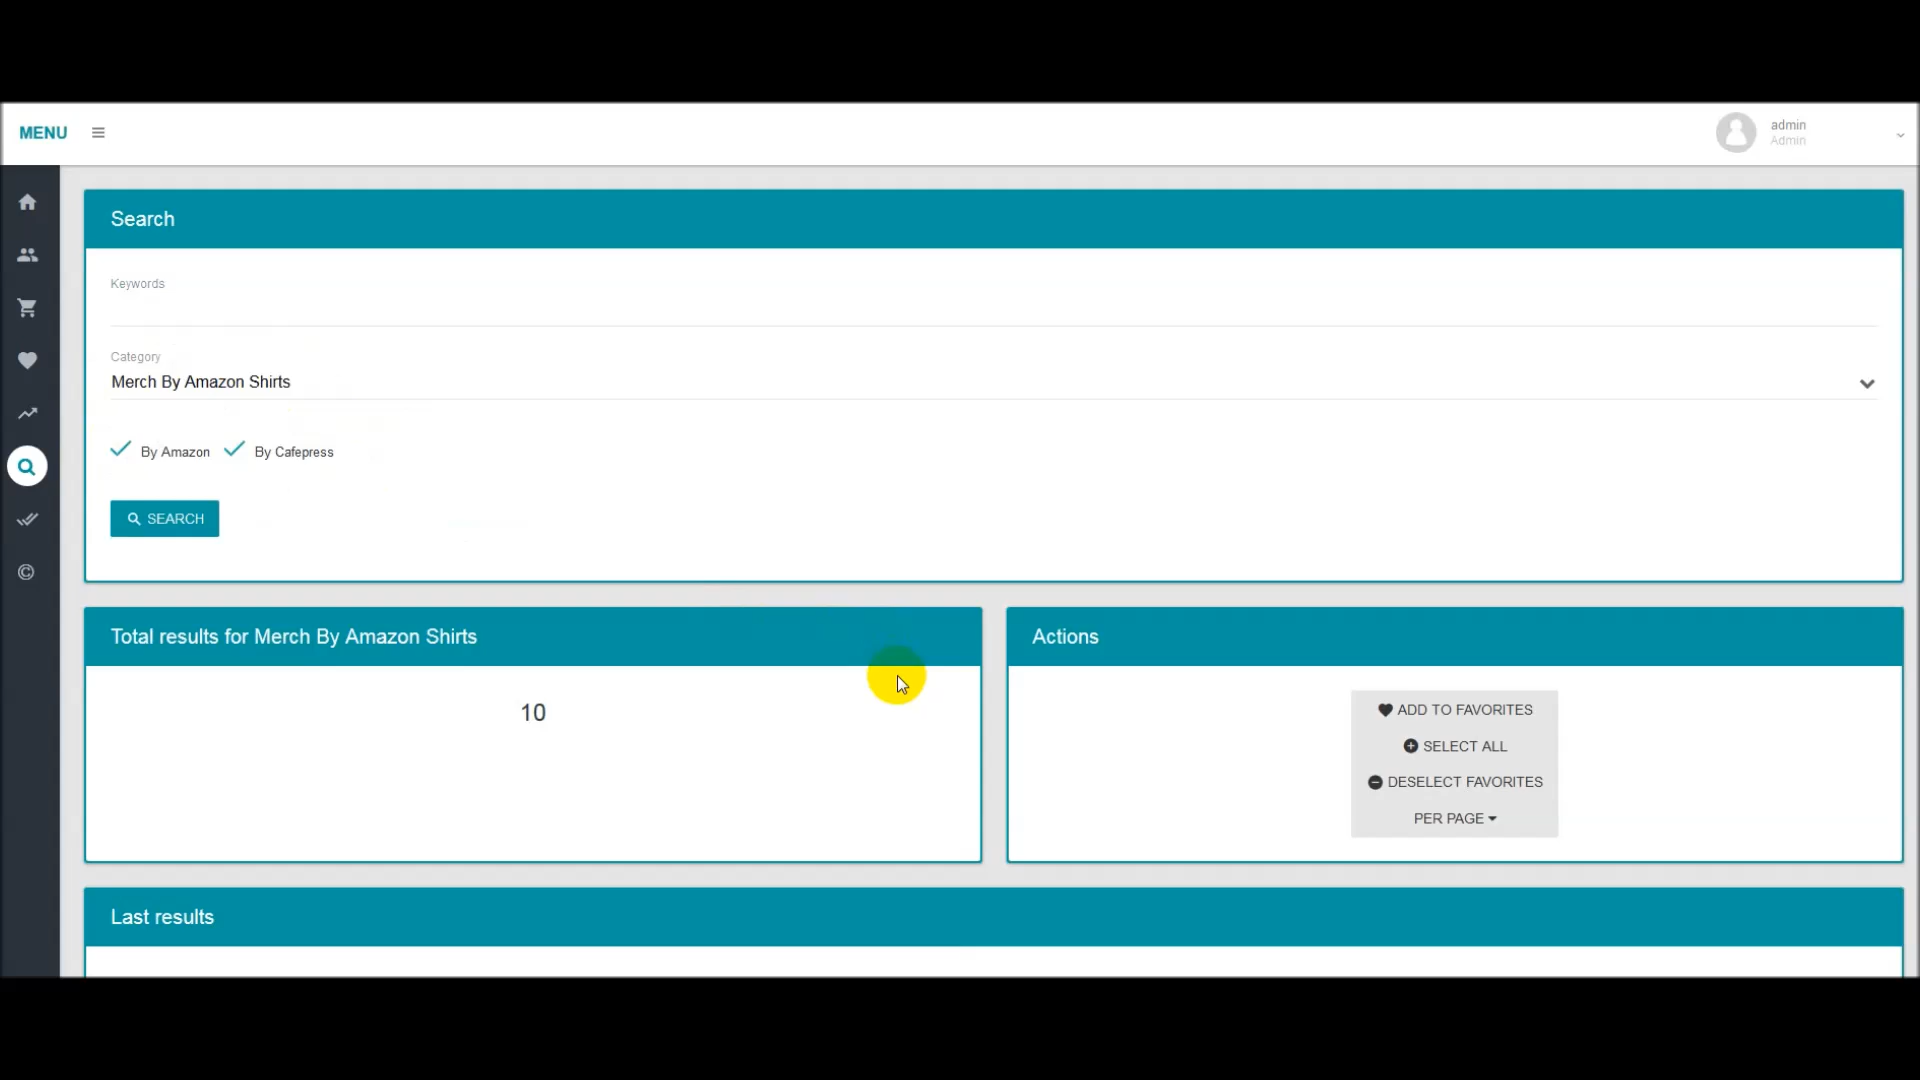 MENU
admin
Admin
Search
Keywords
Category
Merch By Amazon Shirts
By Amazon By Cafepress
SEARCH
Total results for Merch By Amazon Shirts
10
Actions
ADD TO FAVORITES
SELECT ALL
DESELECT FAVORITES
PER PAGE
Last results